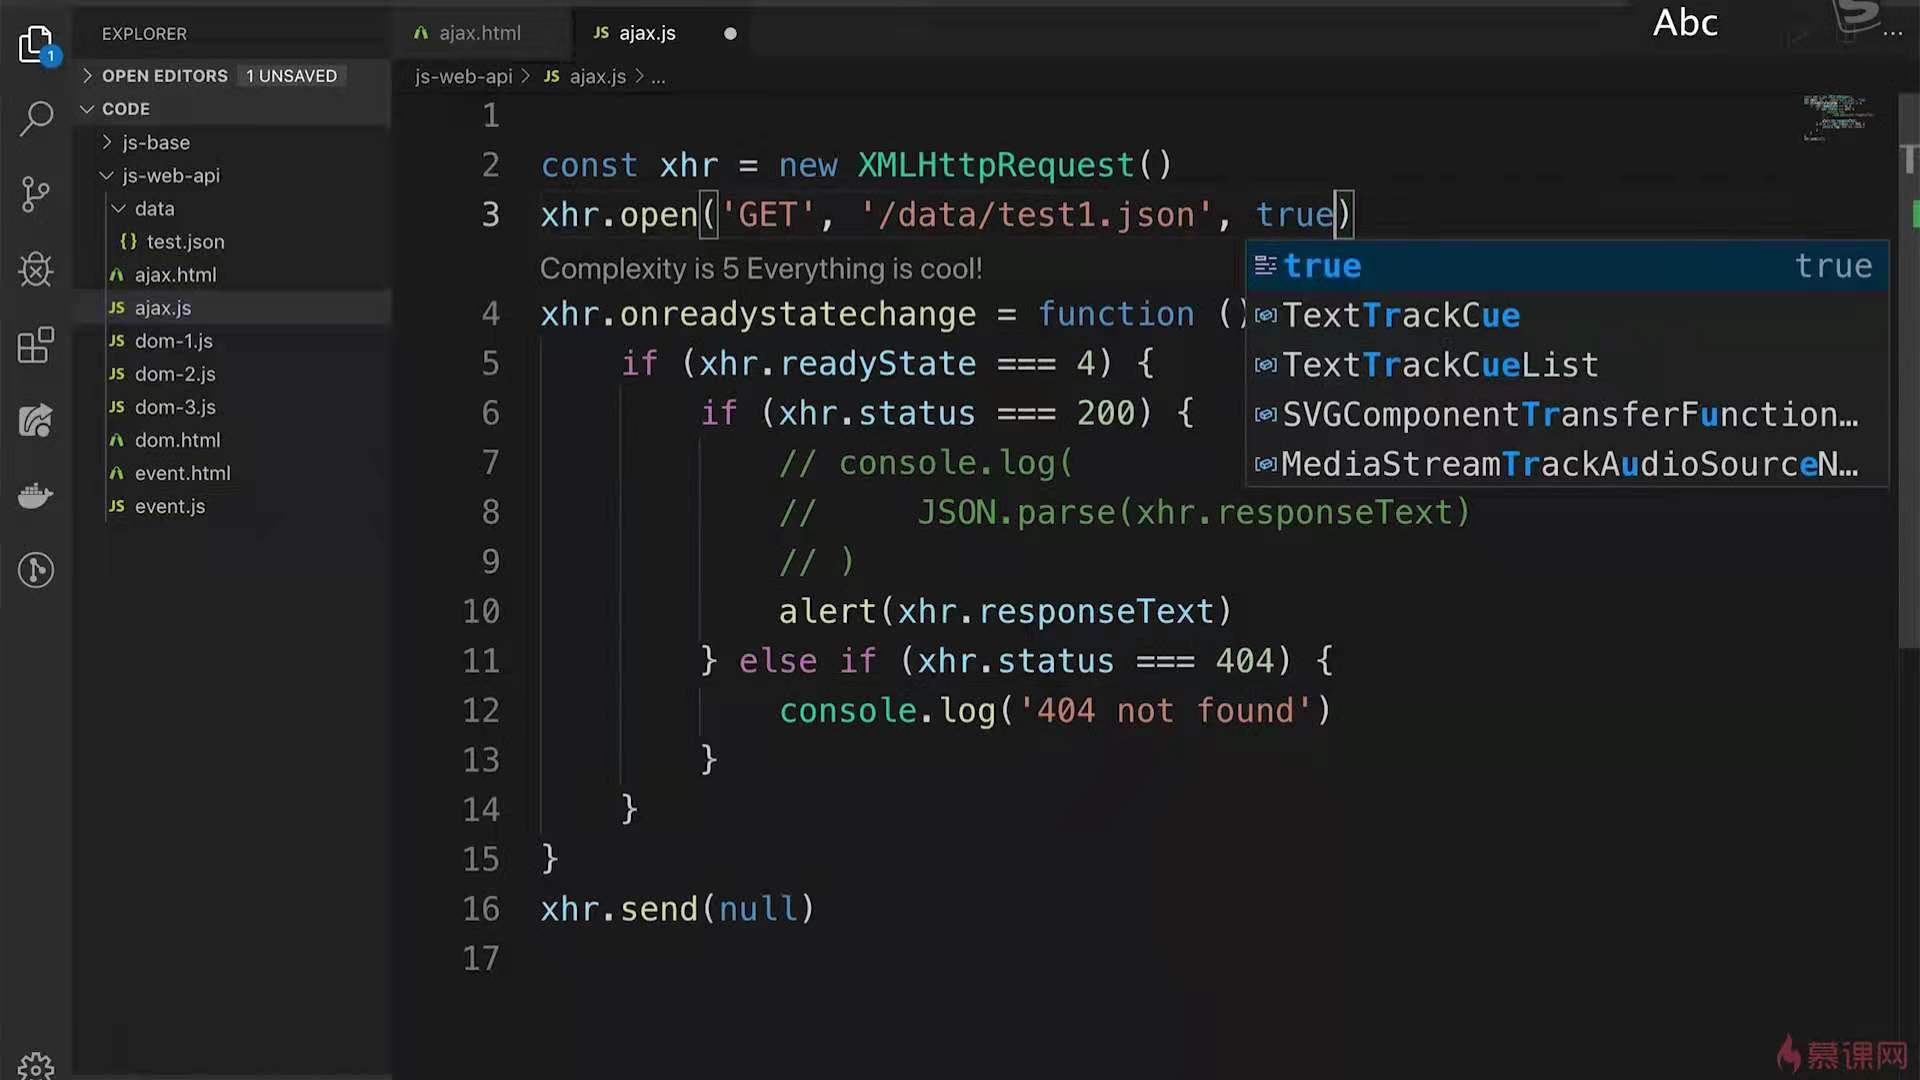 Abc
EXPLORER
OPEN EDITORS 1 UNSAVED
CODE
js-base
js-web-api
data
{} test.json
ajax.html
JS ajax.js
JS dom-1.js
JS dom-2.js
JS dom-3.js
dom.html
event.html
JS event.js
1
ajax.html
JS ajax.js
js-web-api > JS ajax.js > ...
1
2 const xhr = new XMLHttpRequest()
3 xhr.open('GET', '/data/test1.json', true)
Complexity is 5 Everything is cool!
4 xhr.onreadystatechange = function ()
5 if (xhr.readyState === 4) {
6 if (xhr.status === 200) {
7 // console.log(
8 // JSON.parse(xhr.responseText)
9 // )
10 alert(xhr.responseText)
11 } else if (xhr.status === 404) {
12 console.log('404 not found')
13 }
14 }
15 }
16 xhr.send(null)
17
true true
TextTrackCue
TextTrackCueList
SVGComponentTransferFunction…
MediaStreamTrackAudioSourceN…
慕课网